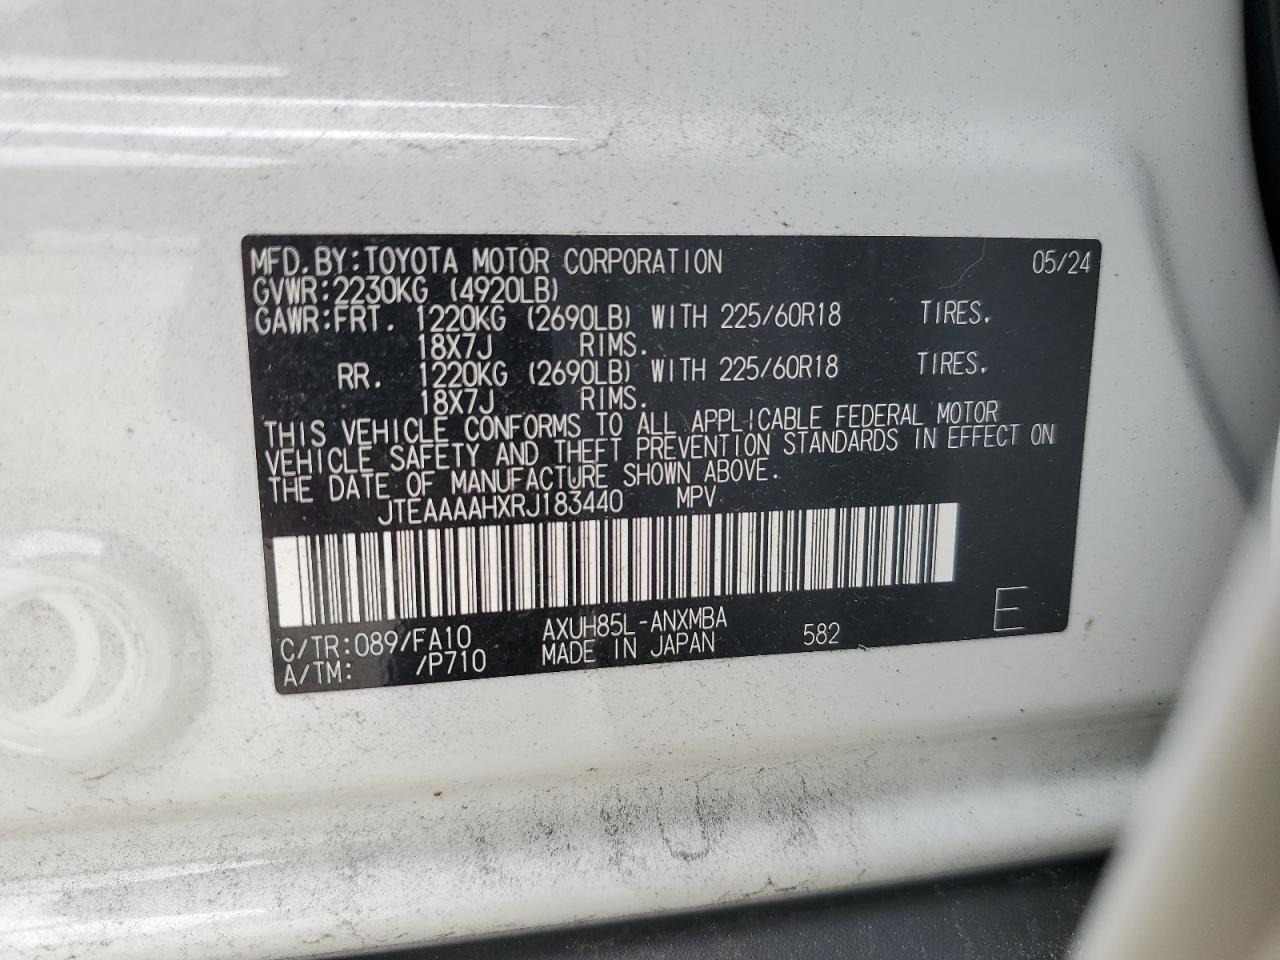 MFD.BY:TOYOTA MOTOR CORPORATION 05/24
GVWR:2230KG (4920LB)
GAWR:FRT. 1220KG (2690LB) WITH 225/60R18 TIRES.
18X7J RIMS.
RR. 1220KG (2690LB) WITH 225/60R18 TIRES.
18X7J RIMS.
THIS VEHICLE CONFORMS TO ALL APPLICABLE FEDERAL MOTOR
VEHICLE SAFETY AND THEFT PREVENTION STANDARDS IN EFFECT ON
THE DATE OF MANUFACTURE SHOWN ABOVE.
JTEAAAAHXRJ183440 MPV
C/TR:089/FA10 AXUH85L-ANXMBA 582 E
A/TM: /P710 MADE IN JAPAN